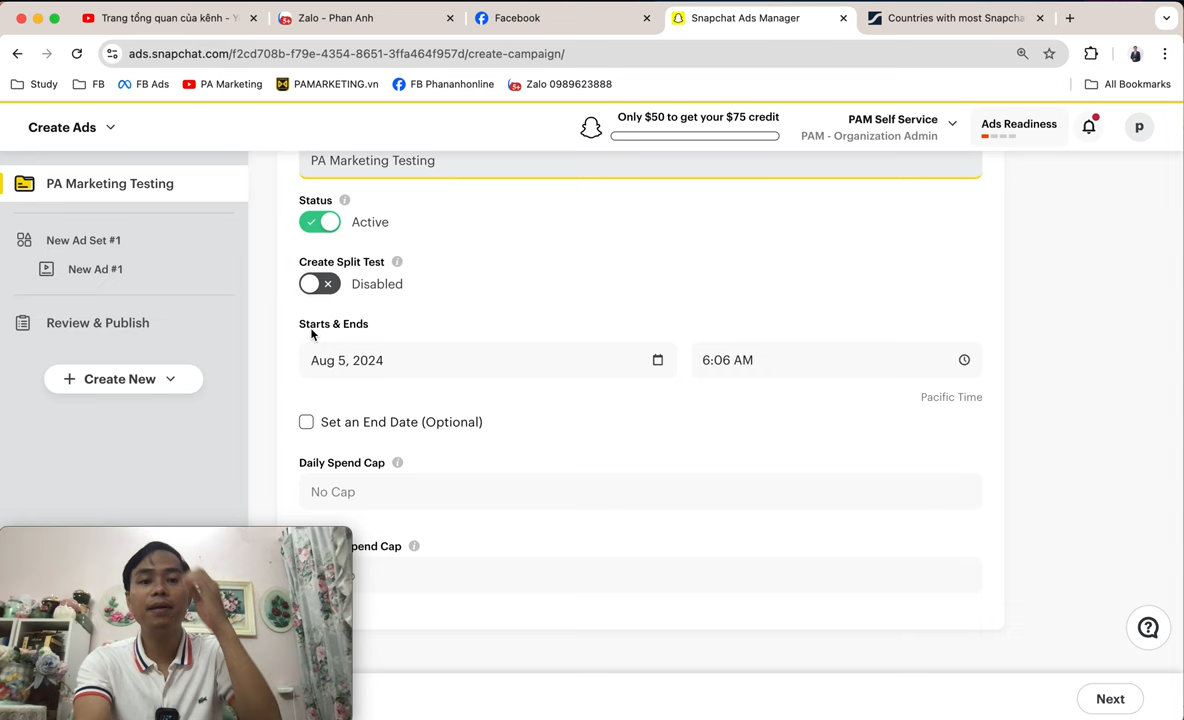 Trang tổng quan của kênh - Y
Zalo - Phan Anh
Facebook
Snapchat Ads Manager
Countries with most Snapcha
ads.snapchat.com/f2cd708b-f79e-4354-8651-3ffa464f957d/create-campaign/
Study
FB
FB Ads
PA Marketing
PAMARKETING.vn
FB Phananhonline
Zalo 0989623888
All Bookmarks
Create Ads
Only $50 to get your $75 credit
PAM Self Service
PAM - Organization Admin
Ads Readiness
p
PA Marketing Testing
New Ad Set #1
New Ad #1
Review & Publish
+ Create New
PA Marketing Testing
Status
Active
Create Split Test
Disabled
Starts & Ends
Aug 5, 2024
6:06 AM
Pacific Time
Set an End Date (Optional)
Daily Spend Cap
No Cap
pend Cap
Next